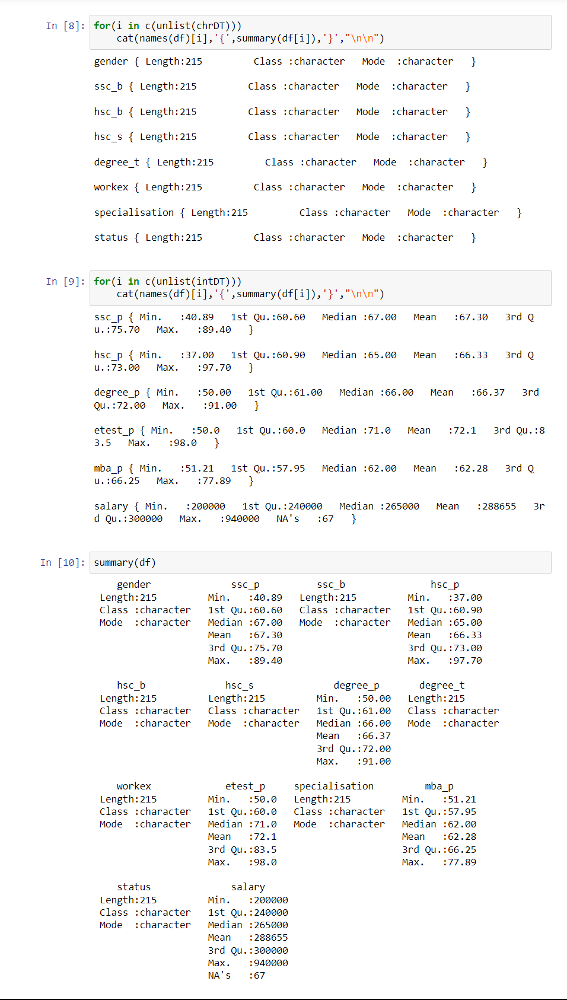 In [8]: for(i in c(unlist(chrDT)))
cat(names(df)[i],'{',summary(df[i]),'}',"\n\n")
gender { Length:215         Class :character   Mode  :character   }
ssc_b { Length:215         Class :character   Mode  :character   }
hsc_b { Length:215         Class :character   Mode  :character   }
hsc_s { Length:215         Class :character   Mode  :character   }
degree_t { Length:215         Class :character   Mode  :character   }
workex { Length:215         Class :character   Mode  :character   }
specialisation { Length:215         Class :character   Mode  :character   }
status { Length:215         Class :character   Mode  :character   }
In [9]: for(i in c(unlist(intDT)))
cat(names(df)[i],'{',summary(df[i]),'}',"\n\n")
ssc_p { Min.   :40.89   1st Qu.:60.60   Median :67.00   Mean   :67.30   3rd Q
u.:75.70   Max.   :89.40   }
hsc_p { Min.   :37.00   1st Qu.:60.90   Median :65.00   Mean   :66.33   3rd Q
u.:73.00   Max.   :97.70   }
degree_p { Min.   :50.00   1st Qu.:61.00   Median :66.00   Mean   :66.37   3rd
Qu.:72.00   Max.   :91.00   }
etest_p { Min.   :50.0   1st Qu.:60.0   Median :71.0   Mean   :72.1   3rd Qu.:8
3.5   Max.   :98.0   }
mba_p { Min.   :51.21   1st Qu.:57.95   Median :62.00   Mean   :62.28   3rd Q
u.:66.25   Max.   :77.89   }
salary { Min.   :200000   1st Qu.:240000   Median :265000   Mean   :288655   3r
d Qu.:300000   Max.   :940000   NA's   :67   }
In [10]: summary(df)
gender              ssc_p          ssc_b               hsc_p
Length:215         Min.   :40.89   Length:215         Min.   :37.00
Class :character   1st Qu.:60.60   Class :character   1st Qu.:60.90
Mode  :character   Median :67.00   Mode  :character   Median :65.00
Mean   :67.30                      Mean   :66.33
3rd Qu.:75.70                      3rd Qu.:73.00
Max.   :89.40                      Max.   :97.70
hsc_b              hsc_s              degree_p       degree_t
Length:215         Length:215         Min.   :50.00   Length:215
Class :character   Class :character   1st Qu.:61.00   Class :character
Mode  :character   Mode  :character   Median :66.00   Mode  :character
Mean   :66.37
3rd Qu.:72.00
Max.   :91.00
workex             etest_p     specialisation         mba_p
Length:215         Min.   :50.0   Length:215         Min.   :51.21
Class :character   1st Qu.:60.0   Class :character   1st Qu.:57.95
Mode  :character   Median :71.0   Mode  :character   Median :62.00
Mean   :72.1                      Mean   :62.28
3rd Qu.:83.5                      3rd Qu.:66.25
Max.   :98.0                      Max.   :77.89
status              salary
Length:215         Min.   :200000
Class :character   1st Qu.:240000
Mode  :character   Median :265000
Mean   :288655
3rd Qu.:300000
Max.   :940000
NA's   :67